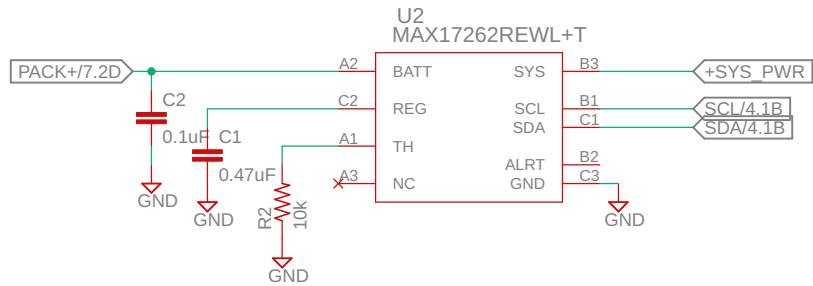 U2
MAX17262REWL+T
PACK+/7.2D
A2
BATT
SYS
B3
+SYS_PWR
C2
0.1uF
GND
C2
REG
SCL
B1
SCL/4.1B
SDA
C1
SDA/4.1B
C1
0.47uF
GND
A1
TH
ALRT
B2
A3
NC
GND
C3
GND
R2
10k
GND